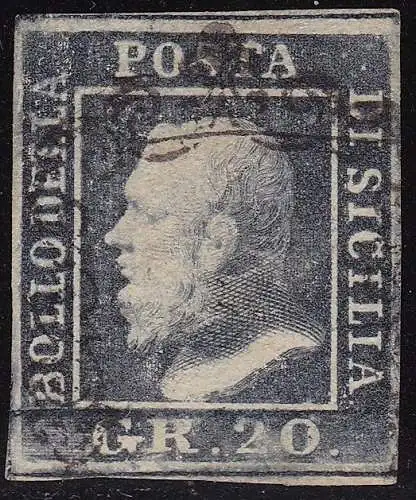 BOLLO DELLA
POSTA
DI SICILIA
GR. 20.